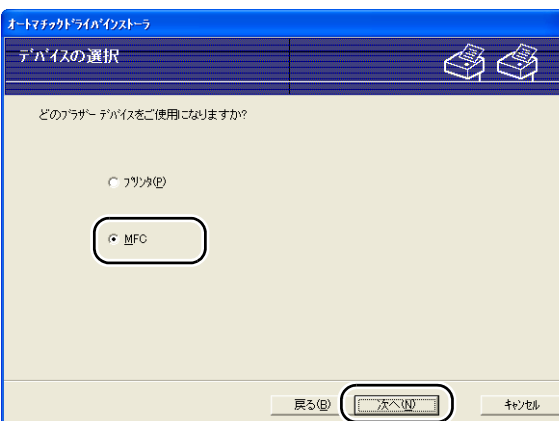 オートマチックドライバインストーラ
デバイスの選択
どのブラザー デバイスをご使用になりますか?
プリンタ(P)
MFC
戻る(B) 次へ(N) キャンセル